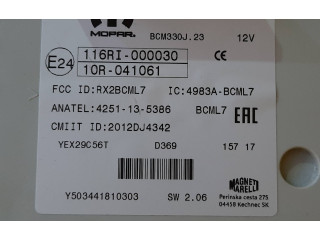 MOPAR. BCM330J.23 12V
E24 116RI-000030 CE
10R-041061
FCC ID:RX2BCML7 IC:4983A-BCML7
ANATEL:4251-13-5386 BCML7 EAC
CMIIT ID:2012DJ4342
YEX29C56T D369 157 17
MAGNETI MARELLI
Perinska cesta 275
04458 Kechnec SK
Y503441810303 SW 2.06